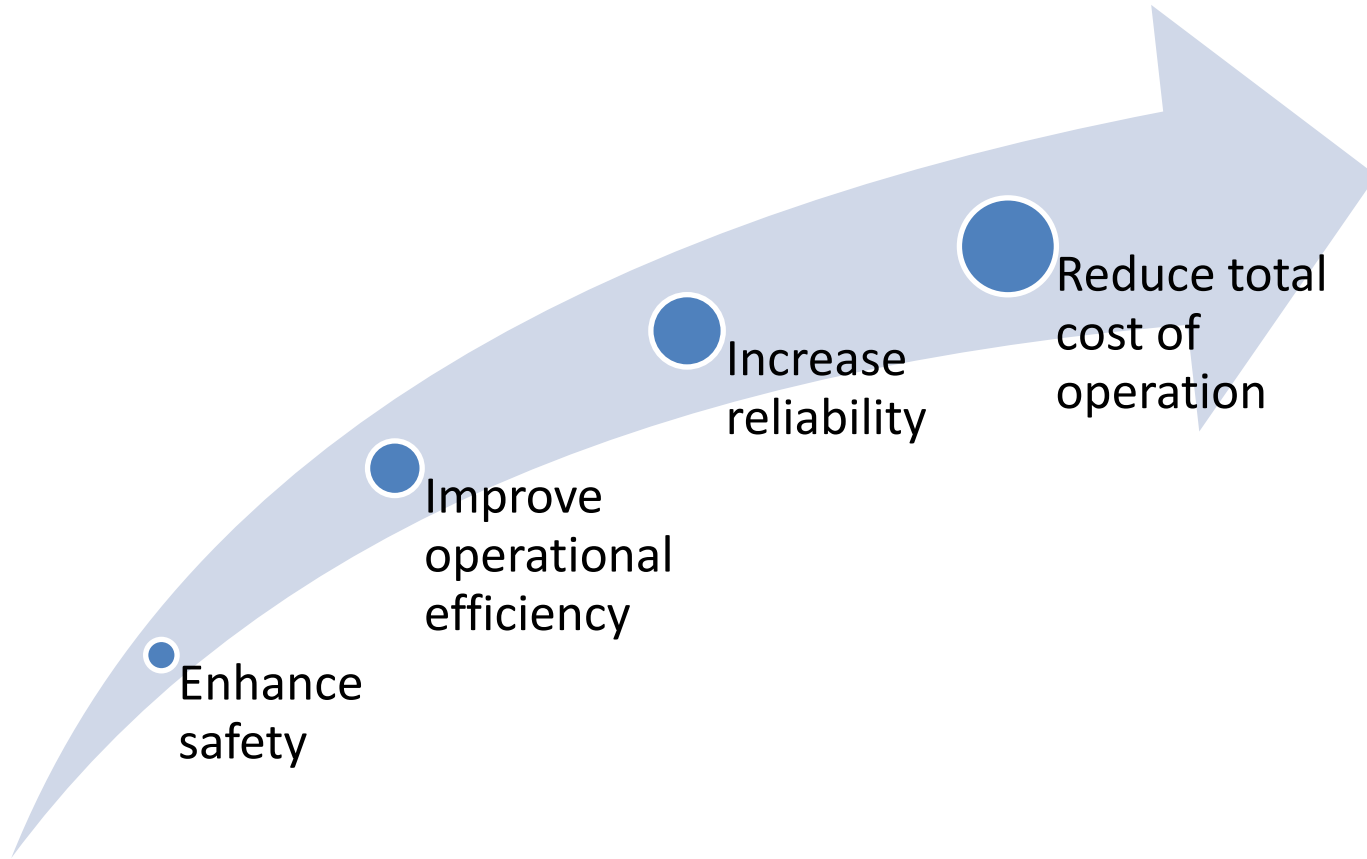 Enhance
safety
Improve
operational
efficiency
Increase
reliability
Reduce total
cost of
operation